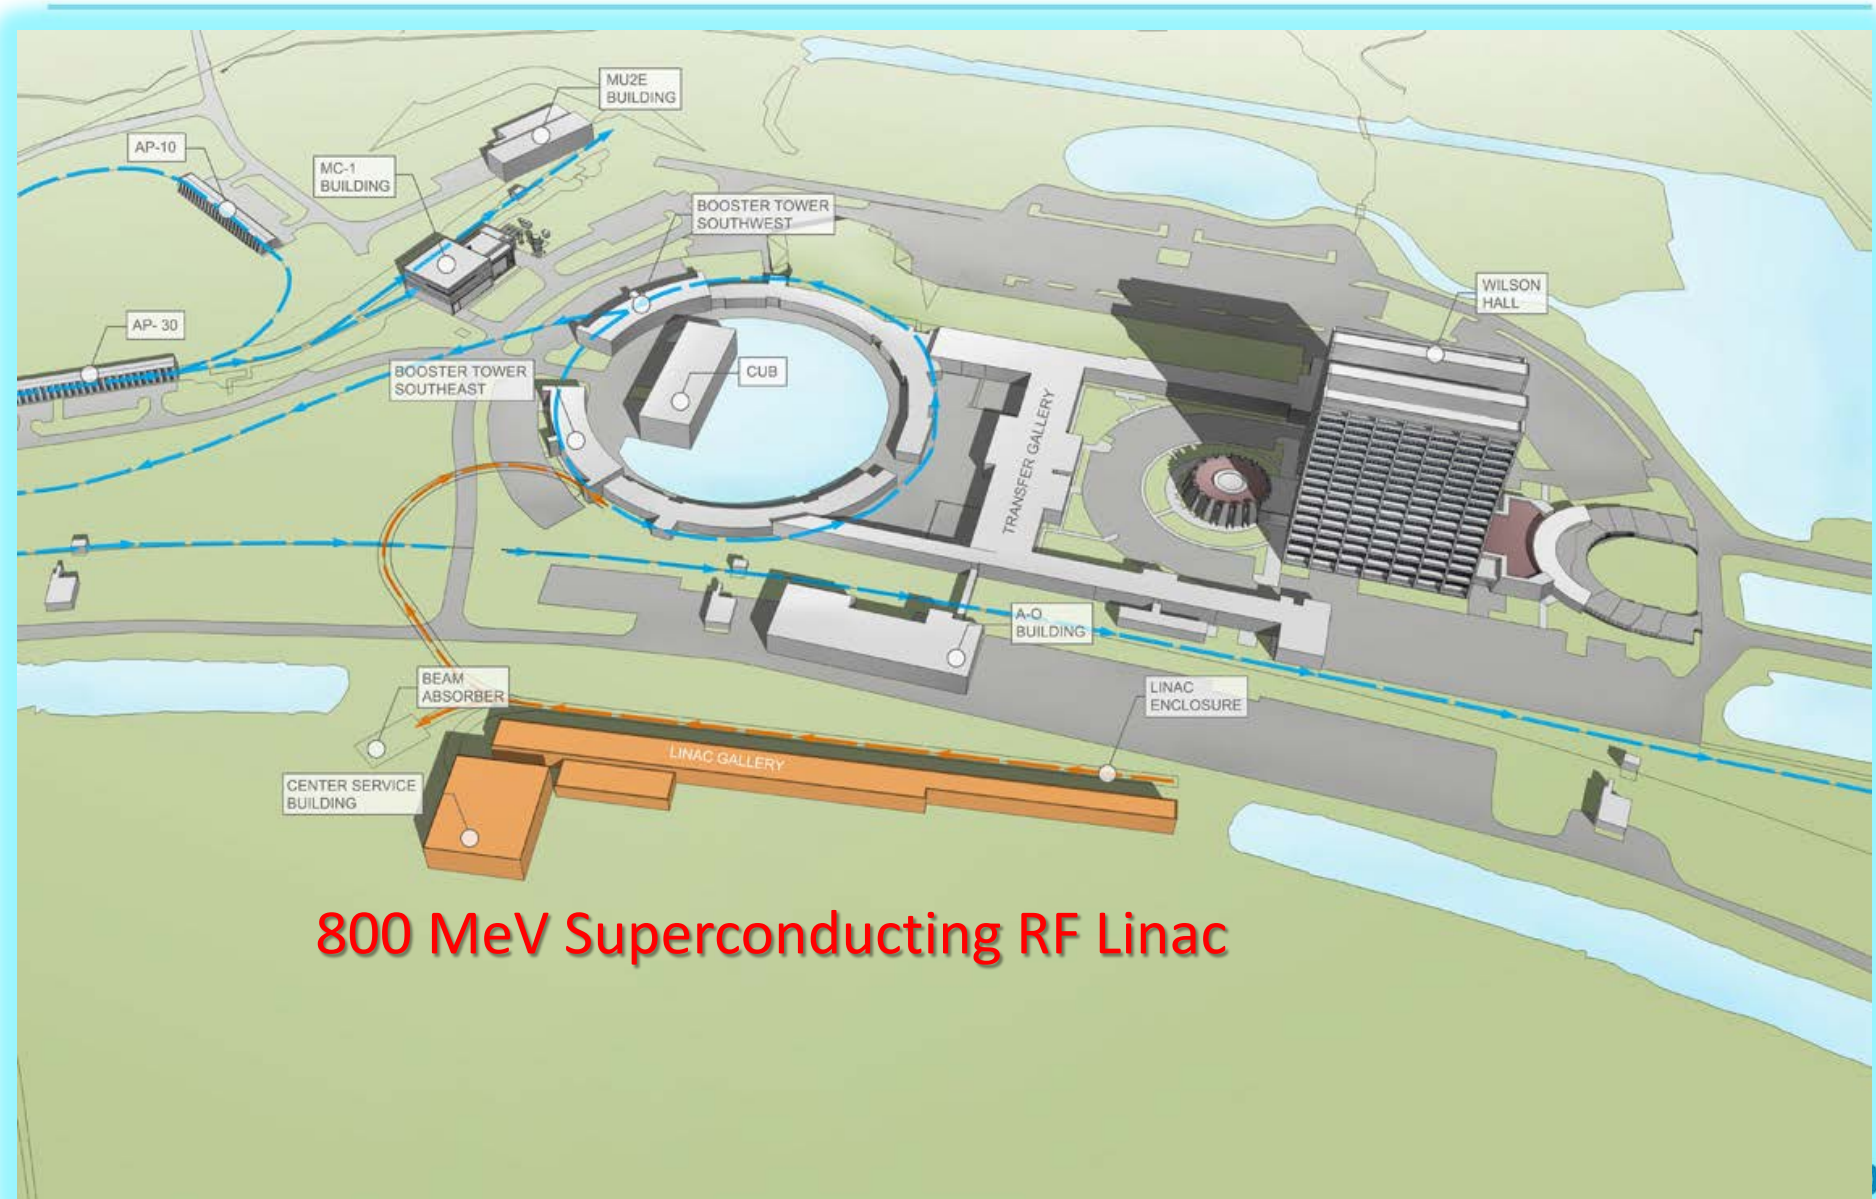 MU2E
BUILDING
AP-10
MC-1
BUILDING
BOOSTER TOWER
SOUTHWEST
WILSON
HALL
AP- 30
BOOSTER TOWER
SOUTHEAST
CUB
TRANSFER GALLERY
A-O
BUILDING
BEAM
ABSORBER
LINAC
ENCLOSURE
LINAC GALLERY
CENTER SERVICE
BUILDING
800 MeV Superconducting RF Linac